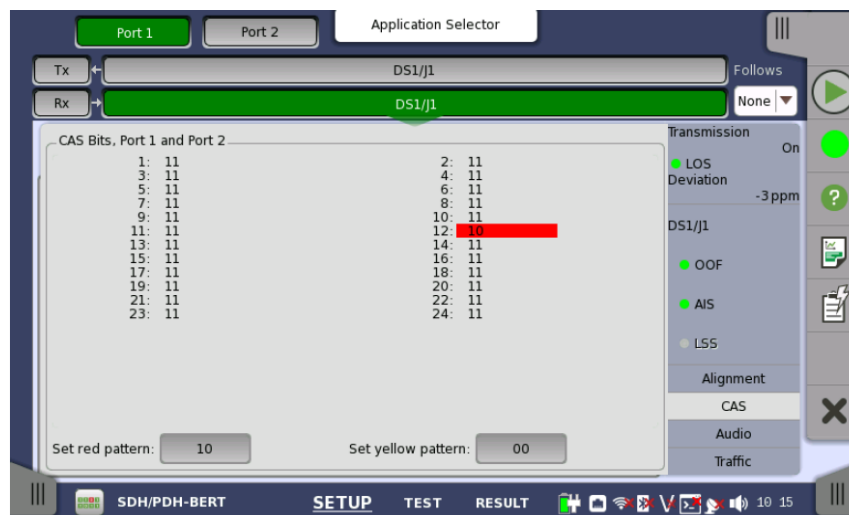 Port 1 Port 2 Application Selector
Tx DS1/J1 Follows
Rx DS1/J1 None
CAS Bits, Port 1 and Port 2
1: 11 2: 11
3: 11 4: 11
5: 11 6: 11
7: 11 8: 11
9: 11 10: 11
11: 11 12: 10
13: 11 14: 11
15: 11 16: 11
17: 11 18: 11
19: 11 20: 11
21: 11 22: 11
23: 11 24: 11
Set red pattern: 10 Set yellow pattern: 00
Transmission
On
LOS
Deviation
-3 ppm
DS1/J1
OOF
AIS
LSS
Alignment
CAS
Audio
Traffic
SDH/PDH-BERT SETUP TEST RESULT 10 15